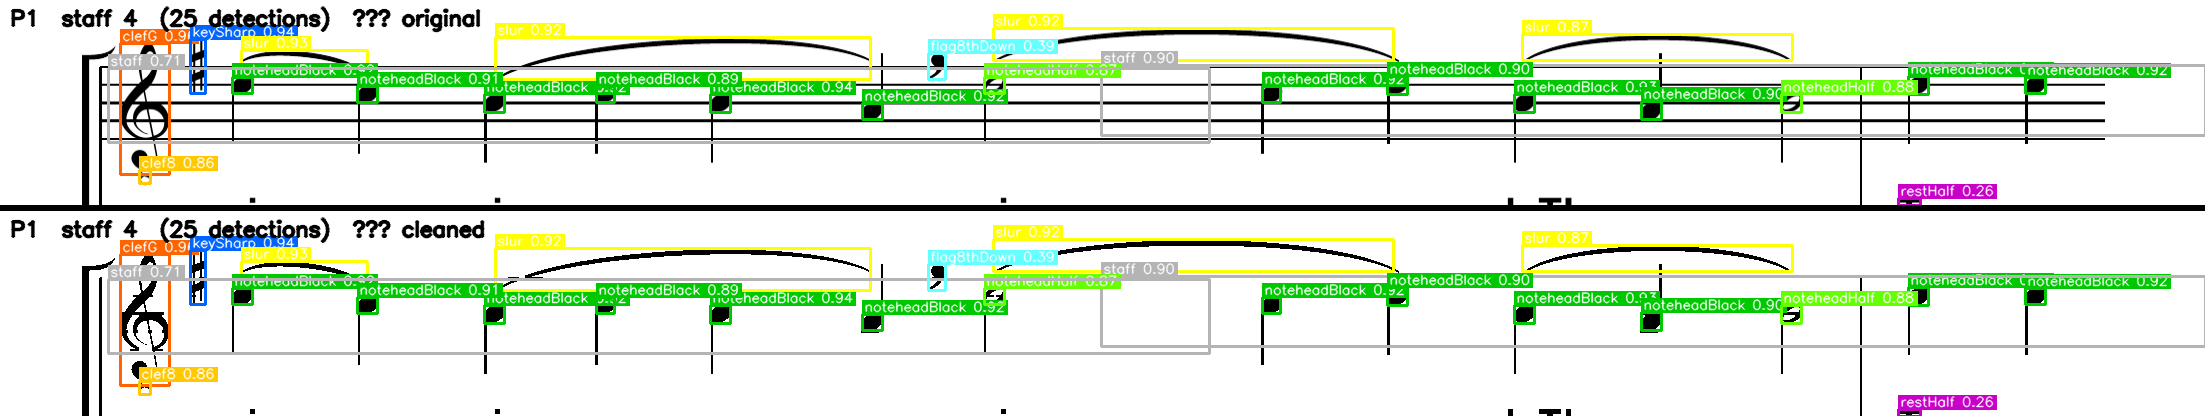 P1 staff 4 (25 detections) ??? original
clefG 0.9
keySharp 0.94
slur 0.93
slur 0.92
slur 0.92
slur 0.87
flag8thDown 0.39
staff 0.71
staff 0.90
noteheadBlack
noteheadBlack 0.91
noteheadBlack 0.89
noteheadHalf 0.87
noteheadBlack 0.92
noteheadBlack 0.90
noteheadBlack
noteheadBlack 0.92
noteheadBlack
noteheadBlack 0.94
noteheadBlack 0.92
noteheadBlack
noteheadBlack 0.90
noteheadHalf 0.88
clef8 0.86
restHalf 0.26
P1 staff 4 (25 detections) ??? cleaned
clefG 0.9
keySharp 0.94
slur 0.93
slur 0.92
slur 0.92
slur 0.87
flag8thDown 0.39
staff 0.71
staff 0.90
noteheadBlack
noteheadBlack 0.91
noteheadBlack 0.89
noteheadHalf 0.87
noteheadBlack 0.92
noteheadBlack 0.90
noteheadBlack
noteheadBlack 0.92
noteheadBlack
noteheadBlack 0.94
noteheadBlack 0.92
noteheadBlack
noteheadBlack 0.90
noteheadHalf 0.88
clef8 0.86
restHalf 0.26